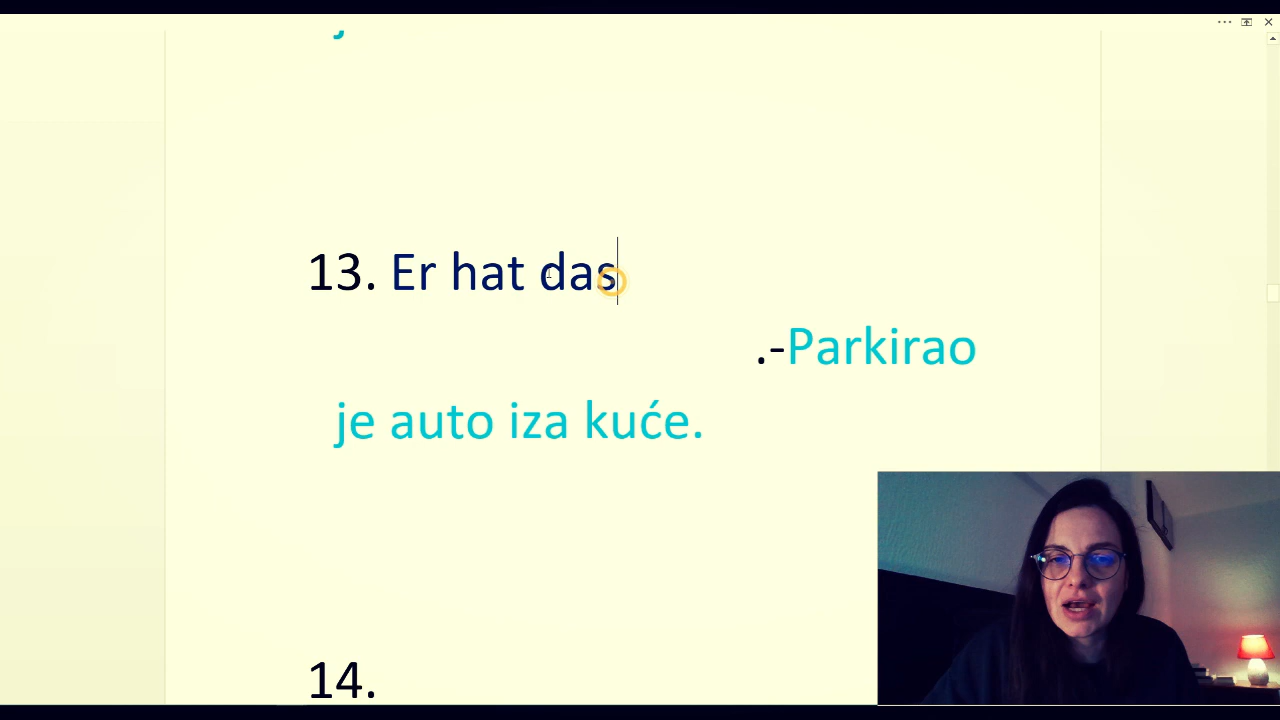 13. Er hat das
.-Parkirao
je auto iza kuće.
14.